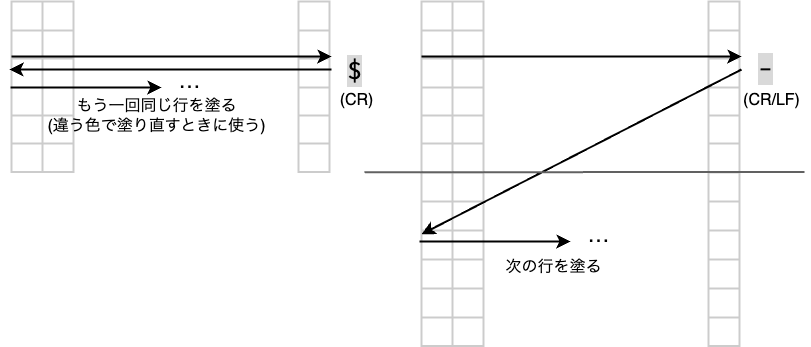 $
(CR)
…
もう一回同じ行を塗る
(違う色で塗り直すときに使う)
-
(CR/LF)
…
次の行を塗る